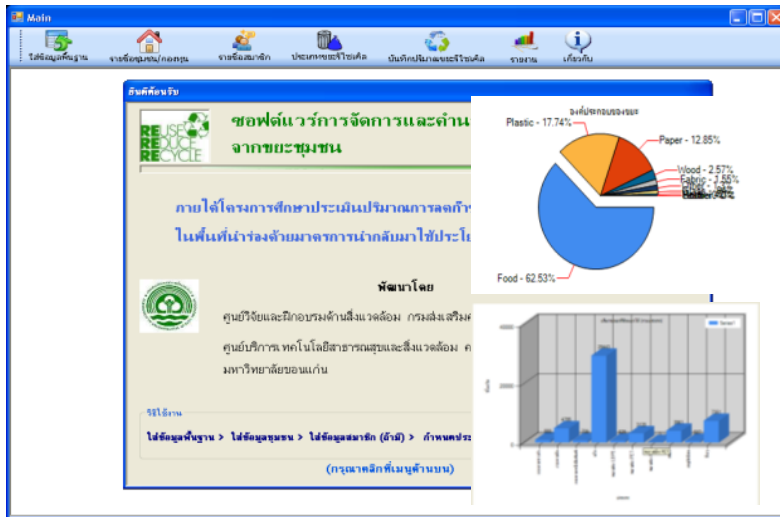 Main
ใส่ข้อมูลพื้นฐาน
รายชื่อชุมชน/กองทุน
รายชื่อสมาชิก
ประเภทขยะรีไซเคิล
บันทึกปริมาณขยะรีไซเคิล
รายงาน
เกี่ยวกับ
ยินดีต้อนรับ
REUSE
REDUCE
RECYCLE
ซอฟต์แวร์การจัดการและคำน
จากขยะชุมชน
ภายใต้โครงการศึกษาประเมินปริมาณการลดก๊าซ
ในพื้นที่นำร่องด้วยมาตรการนำกลับมาใช้ประโย
พัฒนาโดย
ศูนย์วิจัยและฝึกอบรมด้านสิ่งแวดล้อม กรมส่งเสริมค
ศูนย์บริการเทคโนโลยีสาธารณสุขและสิ่งแวดล้อม ค
มหาวิทยาลัยขอนแก่น
วิธีใช้งาน
ใส่ข้อมูลพื้นฐาน > ใส่ข้อมูลชุมชน > ใส่ข้อมูลสมาชิก (ถ้ามี) > กำหนดประ
(กรุณาคลิกที่เมนูด้านบน)
องค์ประกอบของขยะ
Plastic - 17.74%
Paper - 12.85%
Wood - 2.57%
Fabric - 1.55%
Food - 62.53%
4000
2000
0